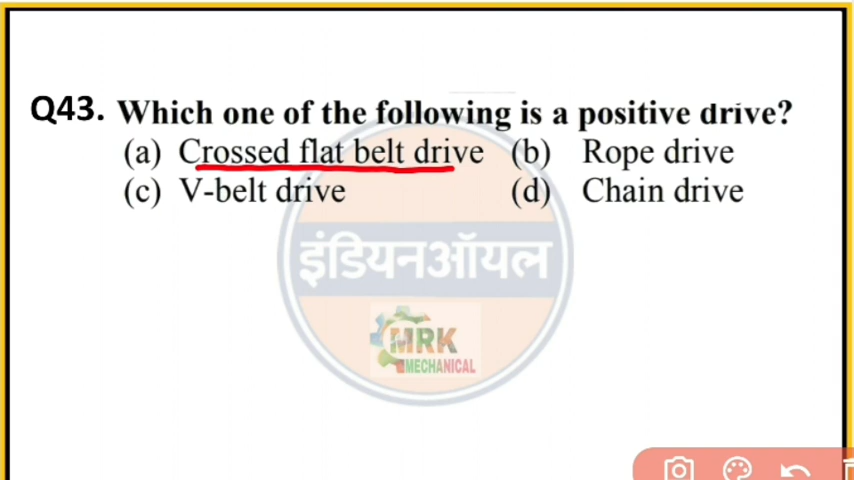 Q43. Which one of the following is a positive drive?
(a) Crossed flat belt drive (b) Rope drive
(c) V-belt drive (d) Chain drive
इंडियनऑयल
MRK
MECHANICAL